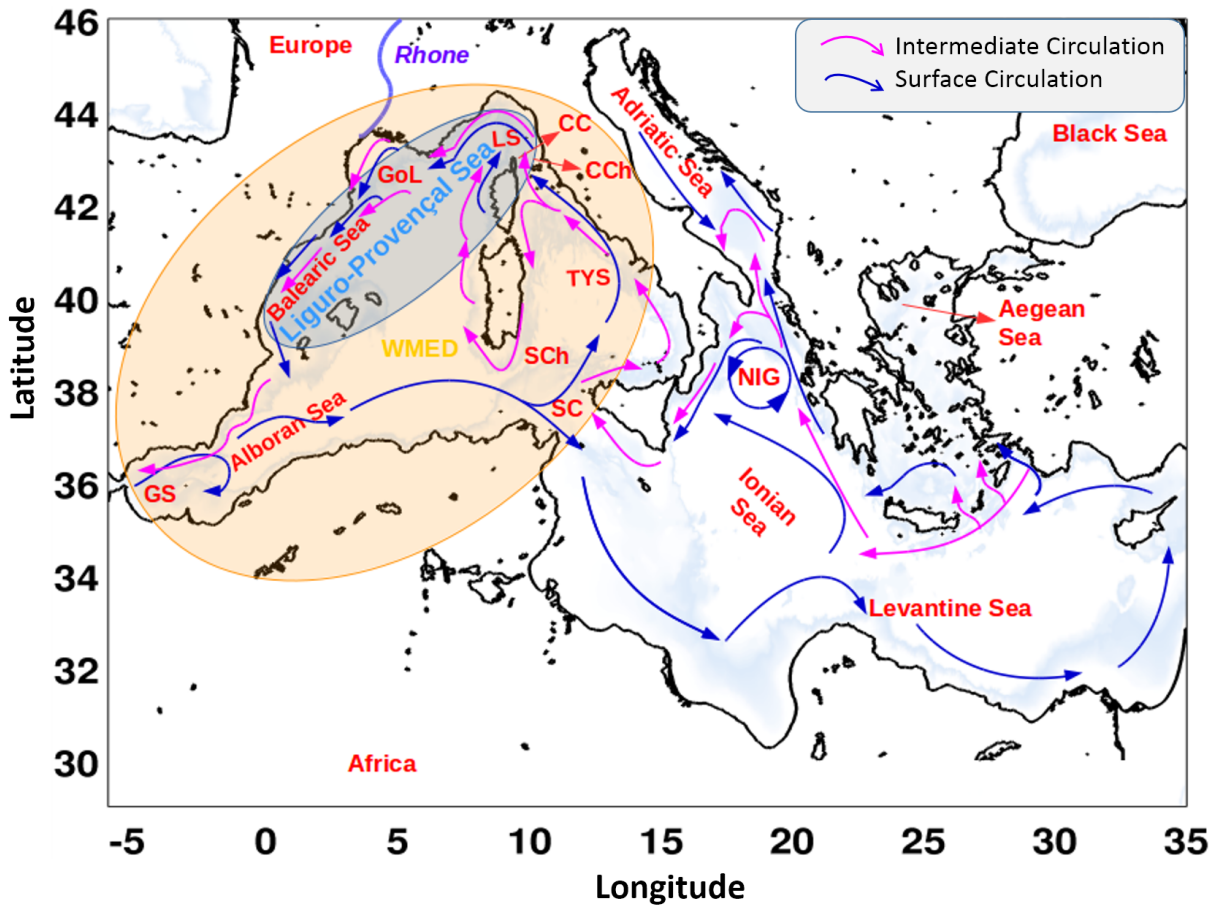 46
44
42
40
38
36
34
32
30
Latitude
Europe
Rhone
Intermediate Circulation
Surface Circulation
Black Sea
Adriatic Sea
CC
LS
CCh
GoL
Liguro-Provençal Sea
Balearic Sea
TYS
Aegean
Sea
WMED
SCh
NIG
SC
Alboran Sea
GS
Ionian
Sea
Levantine Sea
Africa
-5 0 5 10 15 20 25 30 35
Longitude